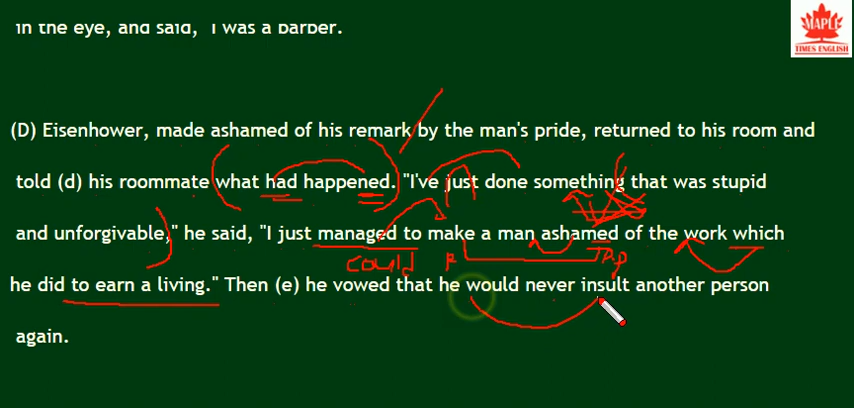 in the eye, and said, "I was a barber.
MAPLE
TIMES ENGLISH
(D) Eisenhower, made ashamed of his remark by the man's pride, returned to his room and
told (d) his roommate what had happened. "I've just done something that was stupid
and unforgivable," he said, "I just managed to make a man ashamed of the work which
could P P.P
he did to earn a living." Then (e) he vowed that he would never insult another person
again.